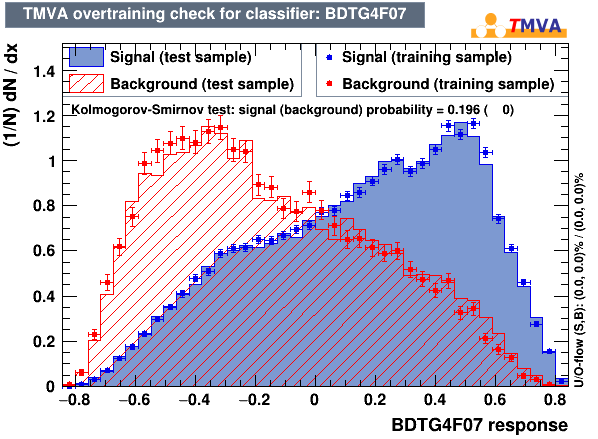 TMVA overtraining check for classifier: BDTG4F07
TMVA
(1/N) dN / dx
Signal (test sample)
Background (test sample)
Signal (training sample)
Background (training sample)
Kolmogorov-Smirnov test: signal (background) probability = 0.196 ( 0)
1.4
1.2
1
0.8
0.6
0.4
0.2
0
−0.8 −0.6 −0.4 −0.2 0 0.2 0.4 0.6 0.8
BDTG4F07 response
U/O-flow (S,B): (0.0, 0.0)% / (0.0, 0.0)%